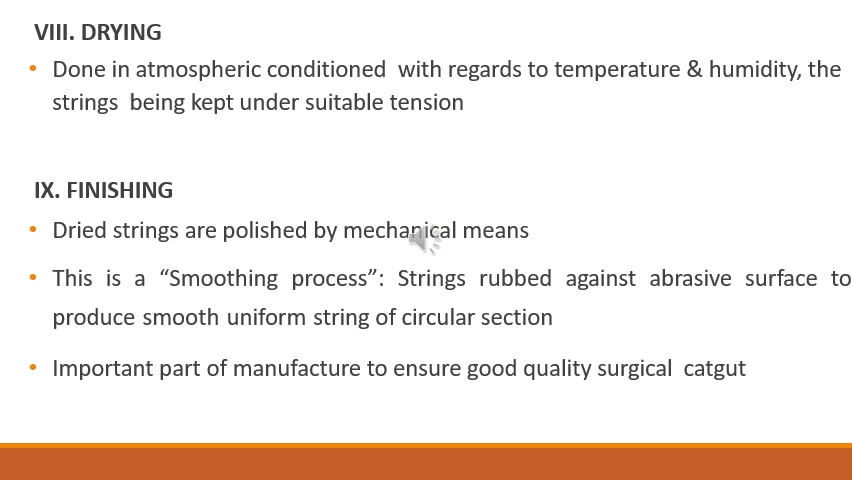 VIII. DRYING
• Done in atmospheric conditioned with regards to temperature & humidity, the
strings being kept under suitable tension
IX. FINISHING
• Dried strings are polished by mechanical means
• This is a “Smoothing process”: Strings rubbed against abrasive surface to
produce smooth uniform string of circular section
• Important part of manufacture to ensure good quality surgical catgut